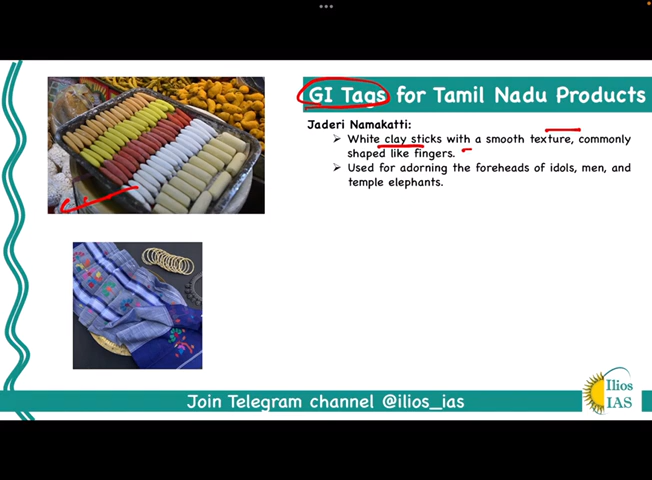 GI Tags for Tamil Nadu Products
Jaderi Namakatti:
➢ White clay sticks with a smooth texture, commonly
shaped like fingers.
➢ Used for adorning the foreheads of idols, men, and
temple elephants.
Join Telegram channel @ilios_ias
Ilios
IAS